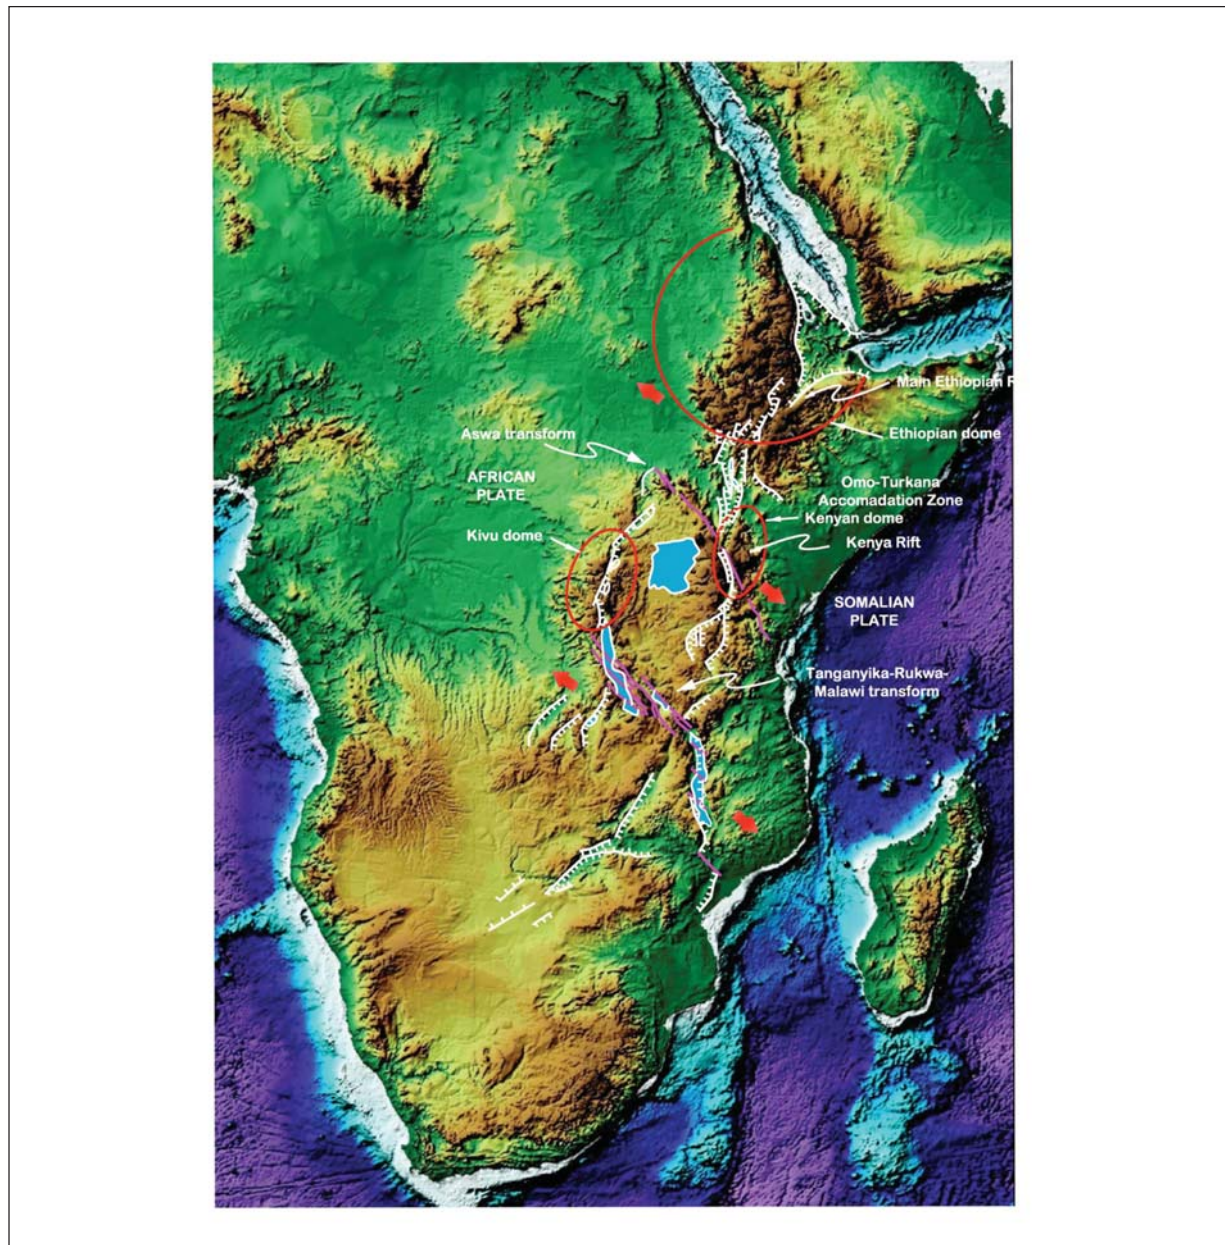 Main Ethiopian R
Ethiopian dome
Aswa transform
AFRICAN
PLATE
Omo-Turkana
Accomadation Zone
Kenyan dome
Kivu dome
Kenya Rift
SOMALIAN
PLATE
Tanganyika-Rukwa-
Malawi transform